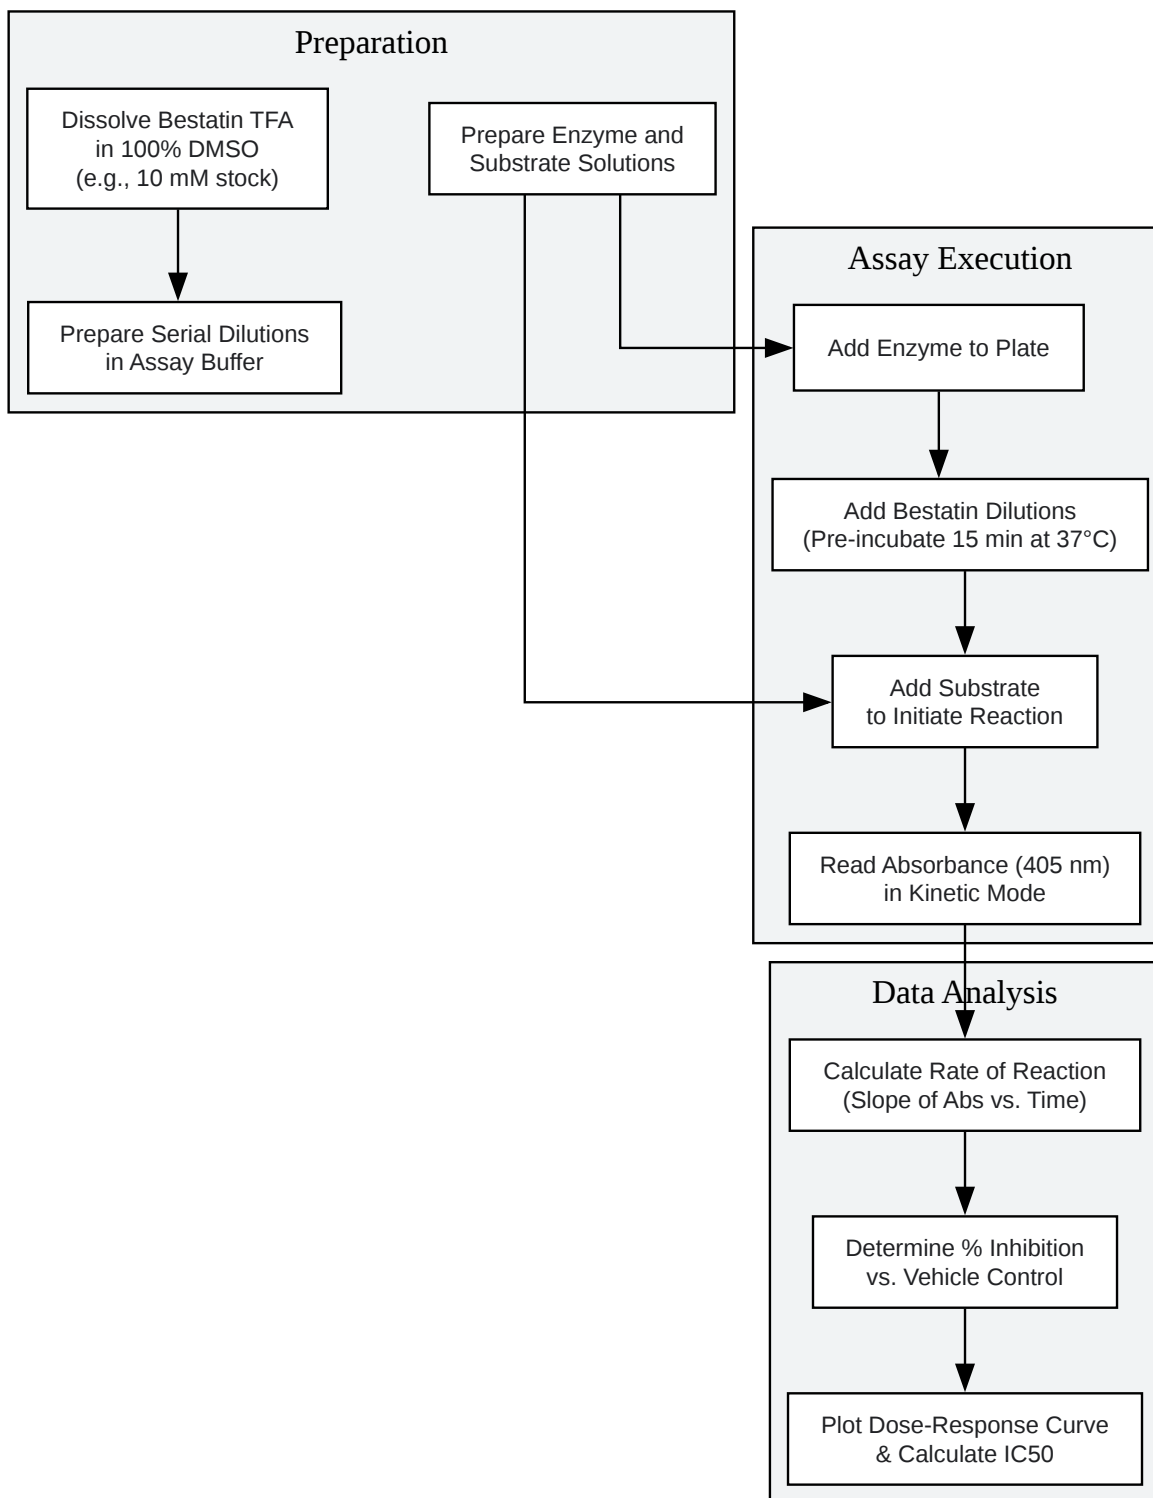 Preparation
Dissolve Bestatin TFA
in 100% DMSO
(e.g., 10 mM stock)
Prepare Enzyme and
Substrate Solutions
Prepare Serial Dilutions
in Assay Buffer
Assay Execution
Add Enzyme to Plate
Add Bestatin Dilutions
(Pre-incubate 15 min at 37°C)
Add Substrate
to Initiate Reaction
Read Absorbance (405 nm)
in Kinetic Mode
Data Analysis
Calculate Rate of Reaction
(Slope of Abs vs. Time)
Determine % Inhibition
vs. Vehicle Control
Plot Dose-Response Curve
& Calculate IC50